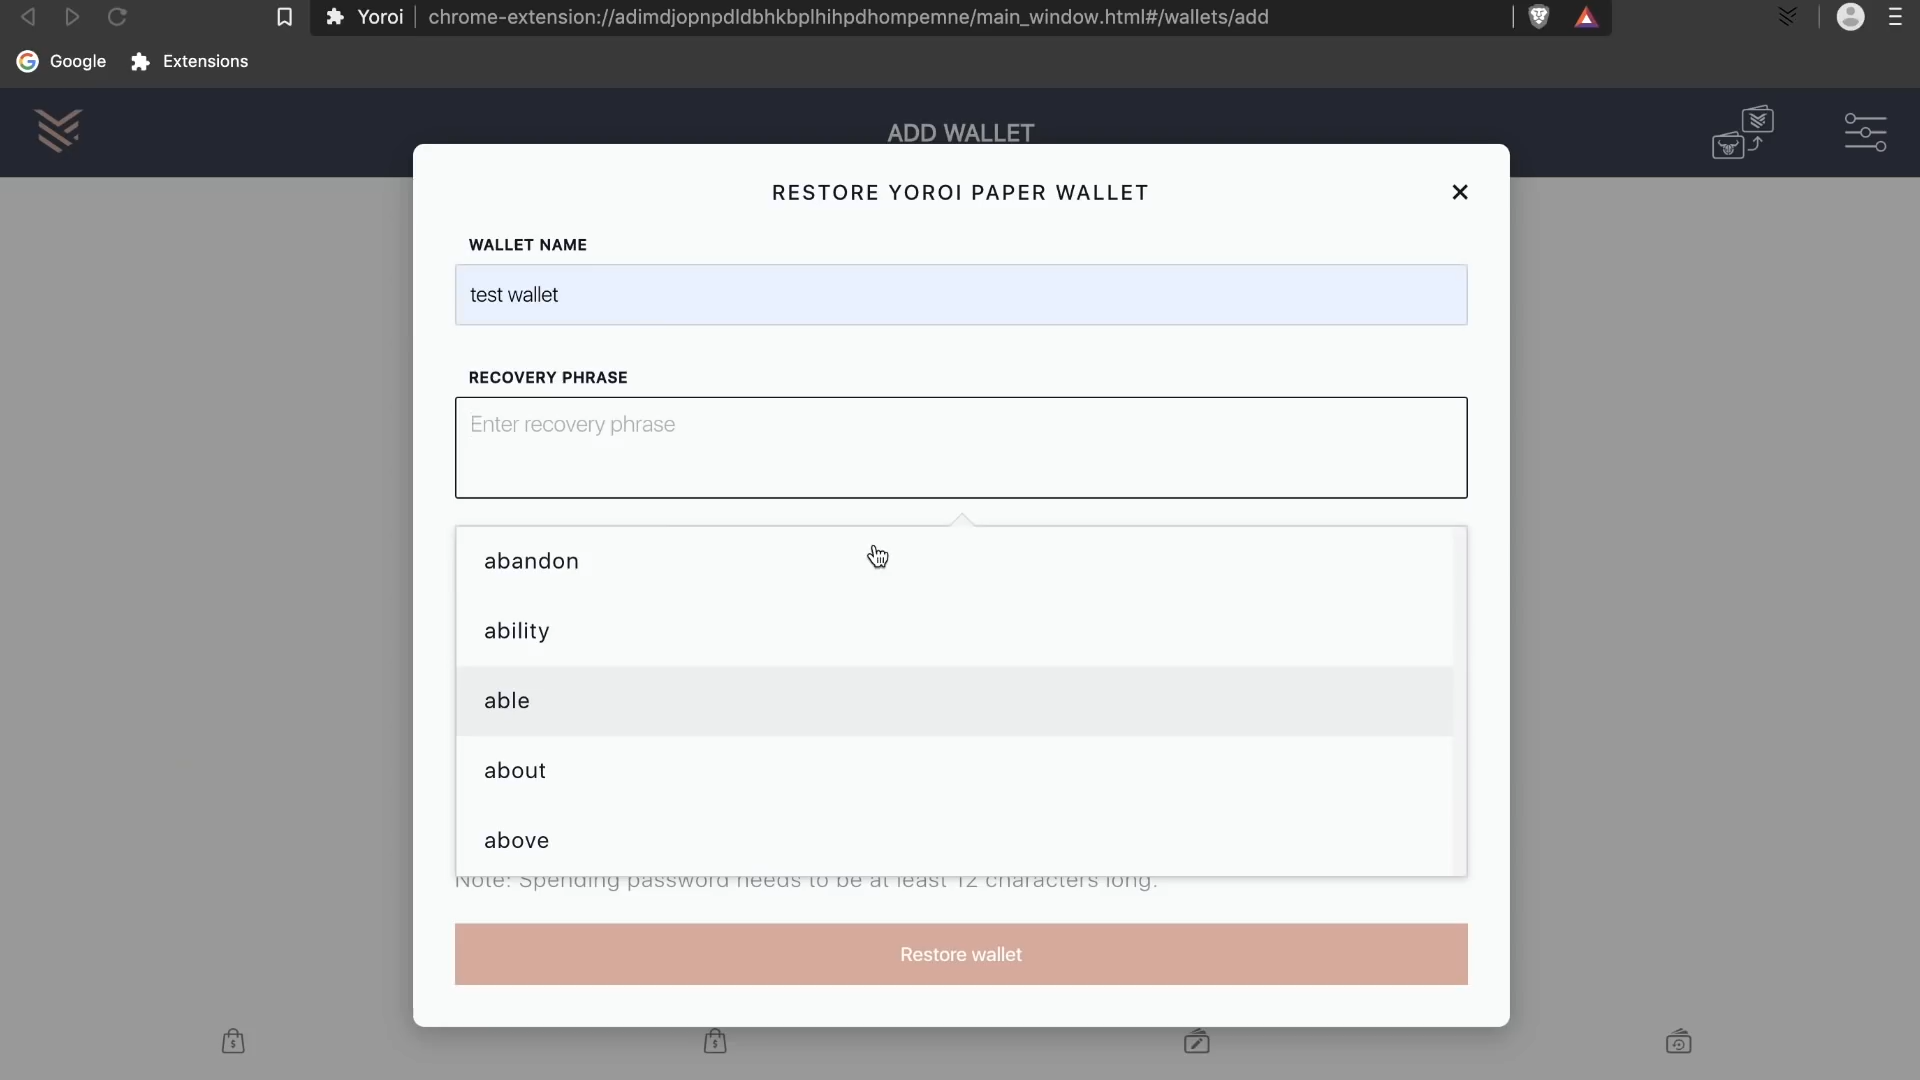 Yoroi
chrome-extension://adimdjopnpdldbhkbplhihpdhompemne/main_window.html#/wallets/add
Google
Extensions
ADD WALLET
RESTORE YOROI PAPER WALLET
WALLET NAME
test wallet
RECOVERY PHRASE
Enter recovery phrase
abandon
ability
able
about
above
Note: Spending password needs to be at least 12 characters long.
Restore wallet